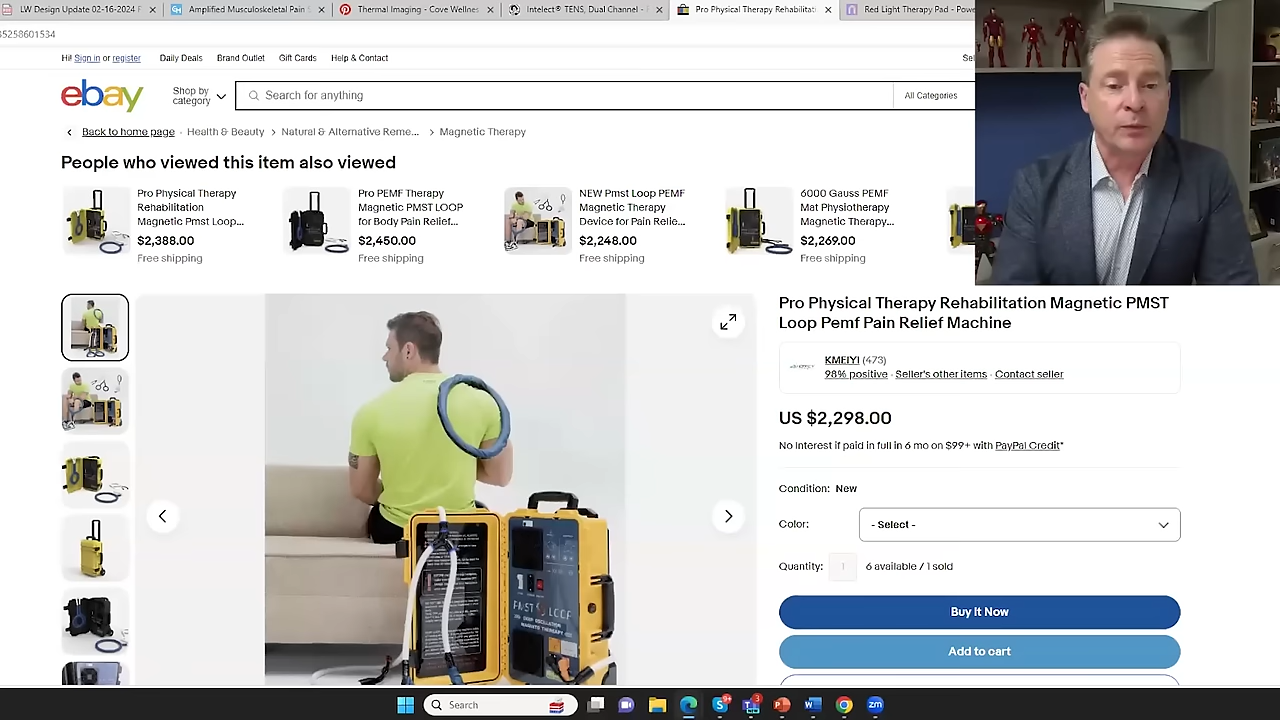 LW Design Update 02-16-2024
Amplified Musculoskeletal Pain S
Thermal Imaging - Cove Wellnes
Intelect® TENS, Dual Channel -
Pro Physical Therapy Rehabilitati
Red Light Therapy Pad - Powe
35258601534
Hi! Sign in or register
Daily Deals
Brand Outlet
Gift Cards
Help & Contact
Sel
ebay
Shop by category
Search for anything
All Categories
Back to home page
Health & Beauty
Natural & Alternative Reme...
Magnetic Therapy
People who viewed this item also viewed
Pro Physical Therapy
Rehabilitation
Magnetic Pmst Loop...
$2,388.00
Free shipping
Pro PEMF Therapy
Magnetic PMST LOOP
for Body Pain Relief...
$2,450.00
Free shipping
NEW Pmst Loop PEMF
Magnetic Therapy
Device for Pain Relie...
$2,248.00
Free shipping
6000 Gauss PEMF
Mat Physiotherapy
Magnetic Therapy...
$2,269.00
Free shipping
Pro Physical Therapy Rehabilitation Magnetic PMST
Loop Pemf Pain Relief Machine
KMEIYI (473)
98% positive · Seller's other items · Contact seller
US $2,298.00
No Interest if paid in full in 6 mo on $99+ with PayPal Credit*
Condition: New
Color:
- Select -
Quantity:
1
6 available / 1 sold
Buy It Now
Add to cart
PMST LOOP
Search